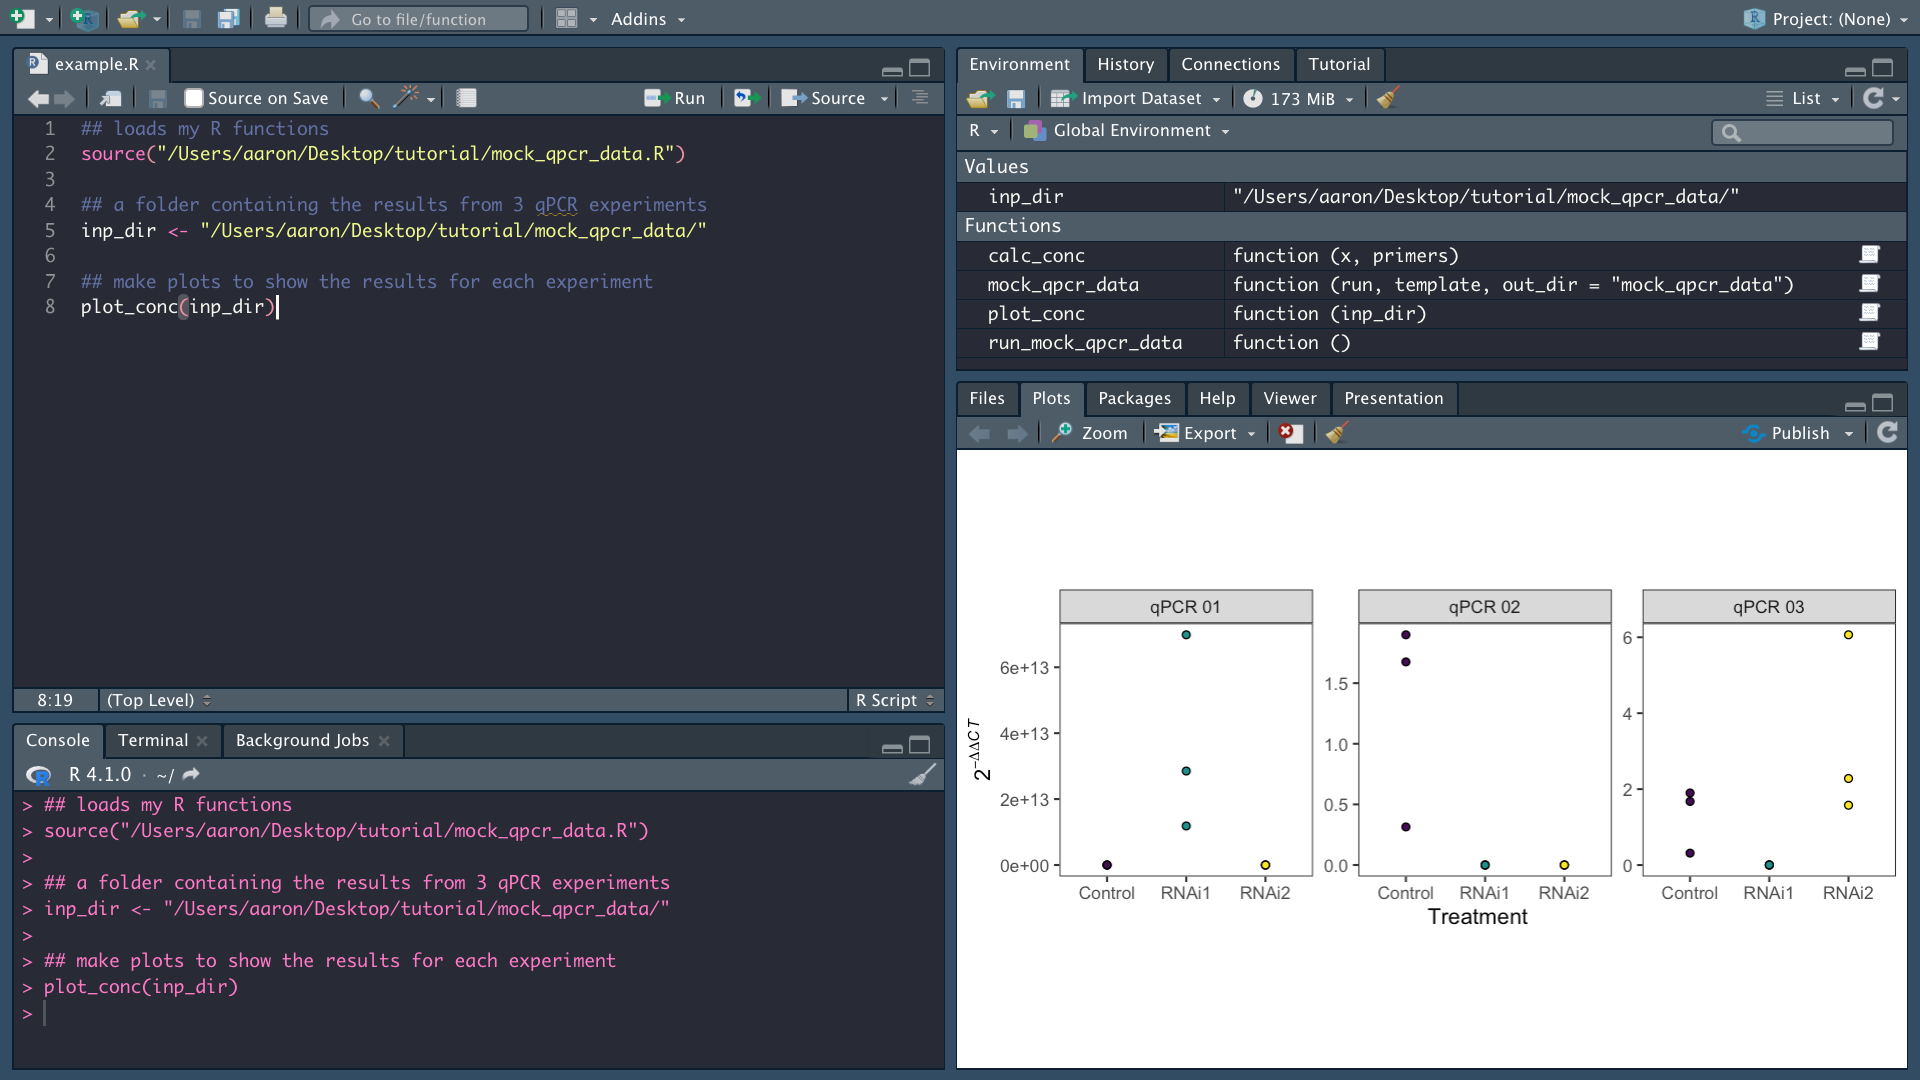 Go to file/function
Addins
Project: (None)
example.R
Source on Save
Run
Source
1 ## loads my R functions
2 source("/Users/aaron/Desktop/tutorial/mock_qpcr_data.R")
3
4 ## a folder containing the results from 3 qPCR experiments
5 inp_dir <- "/Users/aaron/Desktop/tutorial/mock_qpcr_data/"
6
7 ## make plots to show the results for each experiment
8 plot_conc(inp_dir)
8:19 (Top Level) R Script
Console Terminal Background Jobs
R 4.1.0 · ~/
> ## loads my R functions
> source("/Users/aaron/Desktop/tutorial/mock_qpcr_data.R")
>
> ## a folder containing the results from 3 qPCR experiments
> inp_dir <- "/Users/aaron/Desktop/tutorial/mock_qpcr_data/"
>
> ## make plots to show the results for each experiment
> plot_conc(inp_dir)
>
Environment History Connections Tutorial
Import Dataset 173 MiB List
R Global Environment
Values
inp_dir "/Users/aaron/Desktop/tutorial/mock_qpcr_data/"
Functions
calc_conc function (x, primers)
mock_qpcr_data function (run, template, out_dir = "mock_qpcr_data")
plot_conc function (inp_dir)
run_mock_qpcr_data function ()
Files Plots Packages Help Viewer Presentation
Zoom Export Publish
qPCR 01 qPCR 02 qPCR 03
6e+13
4e+13
2e+13
0e+00
1.5
1.0
0.5
0.0
6
4
2
0
2^-ΔΔCT
Control RNAi1 RNAi2 Control RNAi1 RNAi2 Control RNAi1 RNAi2
Treatment